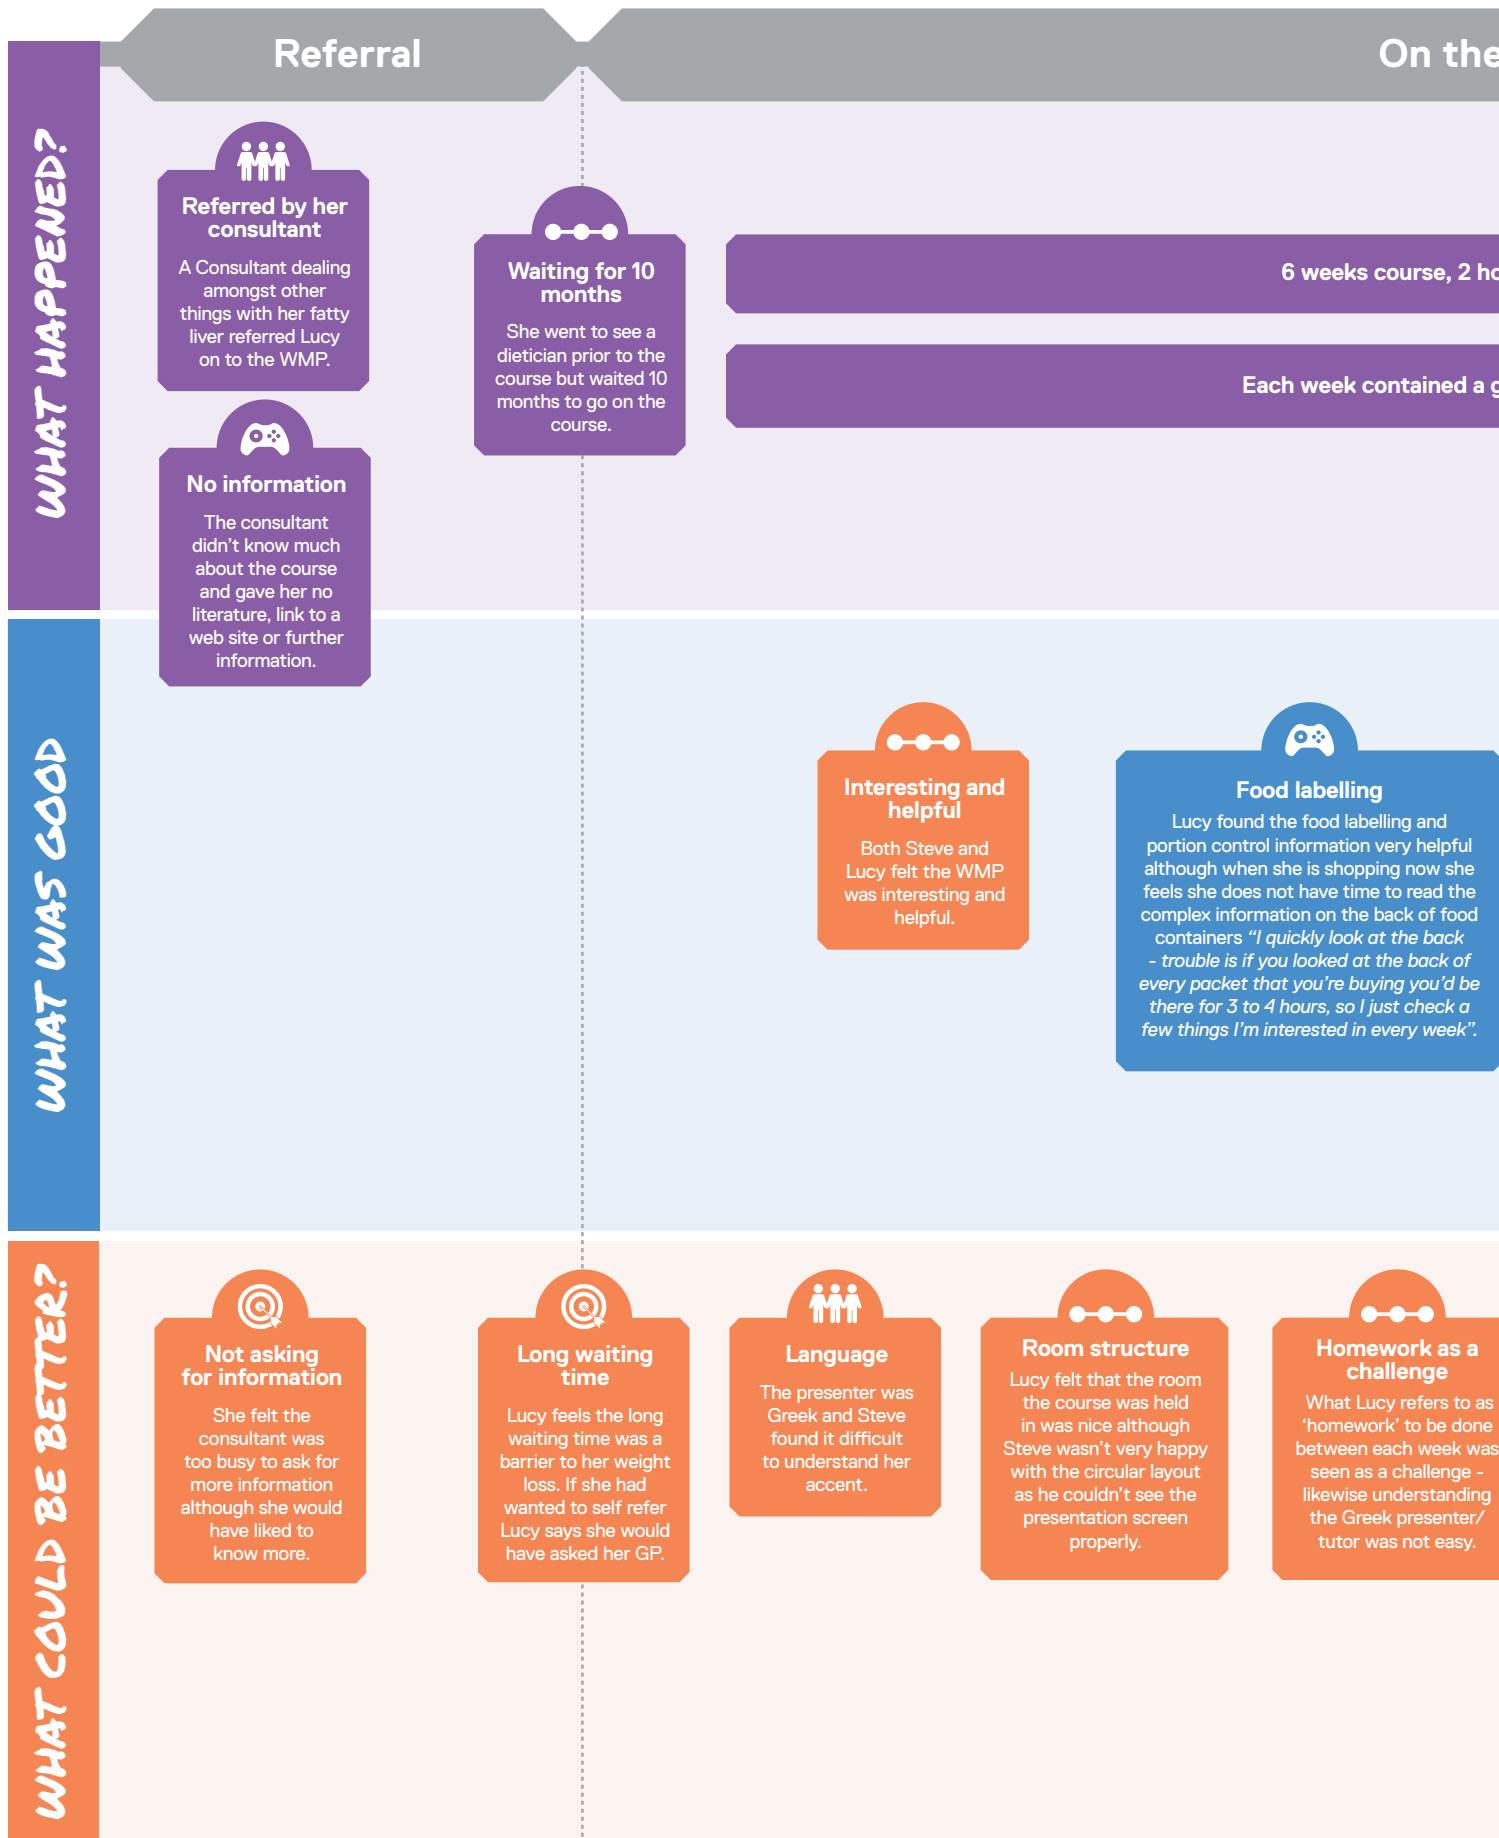 Referral
On the
WHAT HAPPENED?
Referred by her
consultant
A Consultant dealing
amongst other
things with her fatty
liver referred Lucy
on to the WMP.
No information
The consultant
didn't know much
about the course
and gave her no
literature, link to a
web site or further
information.
Waiting for 10
months
She went to see a
dietician prior to the
course but waited 10
months to go on the
course.
6 weeks course, 2 ho
Each week contained a g
WHAT WAS GOOD
Interesting and
helpful
Both Steve and
Lucy felt the WMP
was interesting and
helpful.
Food labelling
Lucy found the food labelling and
portion control information very helpful
although when she is shopping now she
feels she does not have time to read the
complex information on the back of food
containers “I quickly look at the back
- trouble is if you looked at the back of
every packet that you're buying you'd be
there for 3 to 4 hours, so I just check a
few things I'm interested in every week”.
WHAT COULD BE BETTER?
Not asking
for information
She felt the
consultant was
too busy to ask for
more information
although she would
have liked to
know more.
Long waiting
time
Lucy feels the long
waiting time was a
barrier to her weight
loss. If she had
wanted to self refer
Lucy says she would
have asked her GP.
Language
The presenter was
Greek and Steve
found it difficult
to understand her
accent.
Room structure
Lucy felt that the room
the course was held
in was nice although
Steve wasn't very happy
with the circular layout
as he couldn't see the
presentation screen
properly.
Homework as a
challenge
What Lucy refers to as
‘homework’ to be done
between each week was
seen as a challenge -
likewise understanding
the Greek presenter/
tutor was not easy.